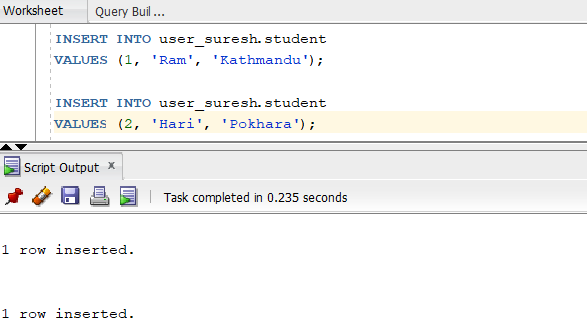 Worksheet Query Buil ...
INSERT INTO user_suresh.student
VALUES (1, 'Ram', 'Kathmandu');
INSERT INTO user_suresh.student
VALUES (2, 'Hari', 'Pokhara');
Script Output x
Task completed in 0.235 seconds
1 row inserted.
1 row inserted.